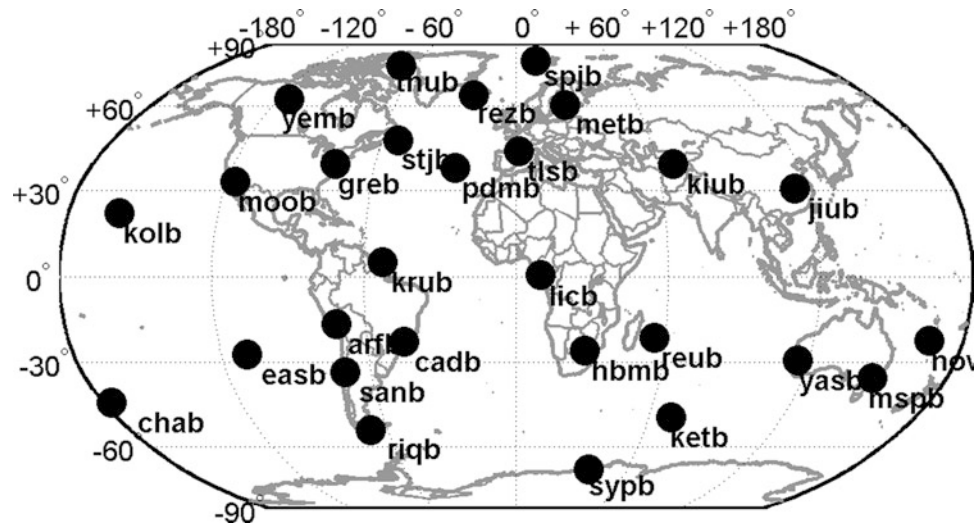 -180° -120° -60° 0° +60° +120° +180°
+90°
thub spjb
rezb
+60° yemb metb
stjb tlsb
greb pdmb kiub
+30° moob jiub
kolb
0° krub licb
arfb cadb reub
-30° easb hbmb yasb nov
sanb mspb
chab ketb
-60° riqb
sypb
-90°